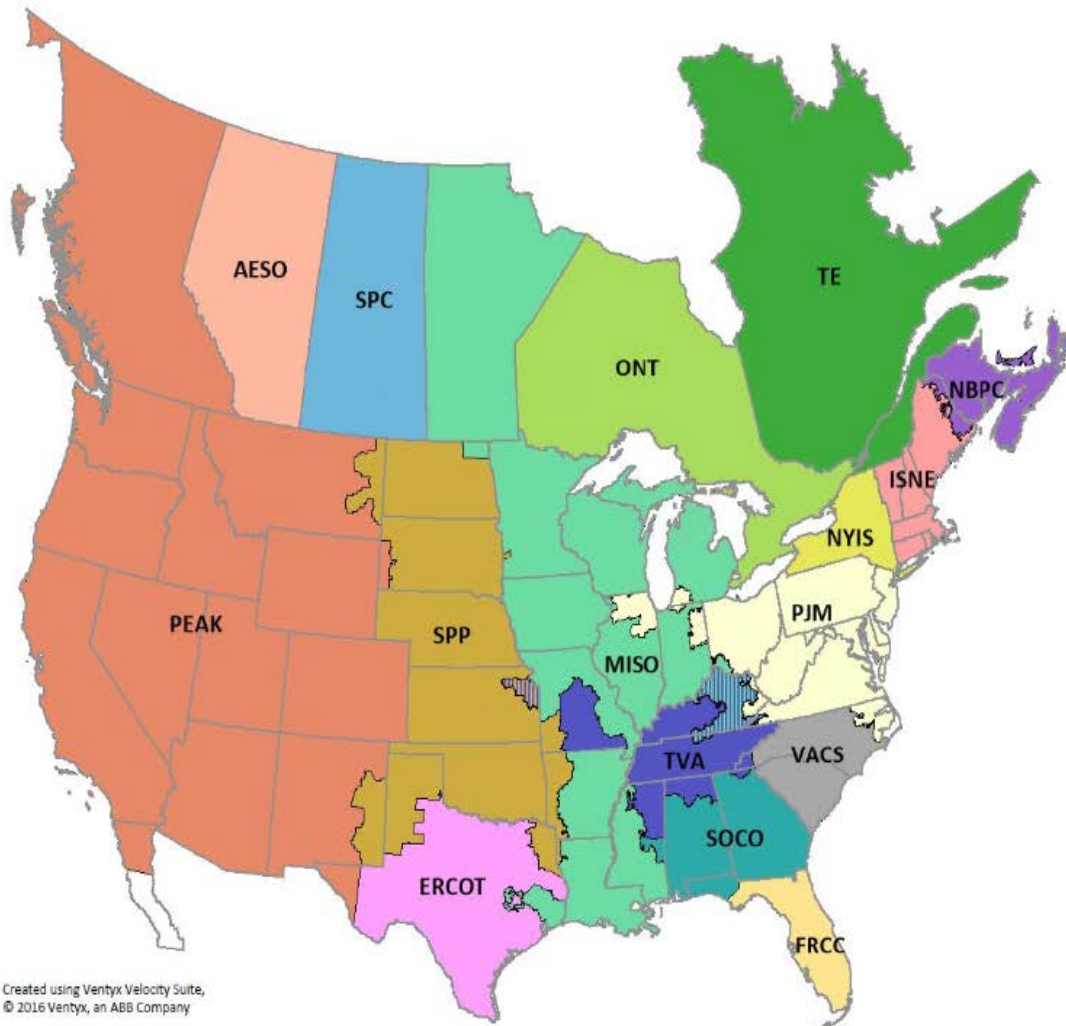 TE
AESO
SPC
ONT
NBPC
ISNE
NYIS
PEAK
SPP
MISO
PJM
TVA
VACS
SOCO
ERCOT
FRCC
Created using Ventyx Velocity Suite,
© 2016 Ventyx, an ABB Company